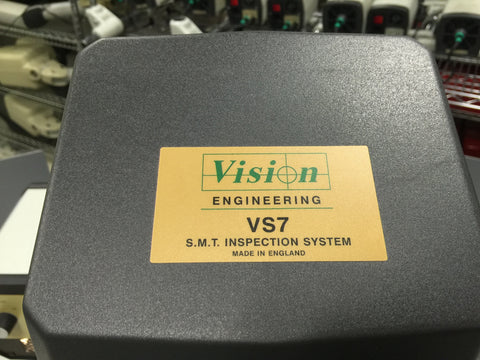 Vision
ENGINEERING
VS7
S.M.T. INSPECTION SYSTEM
MADE IN ENGLAND